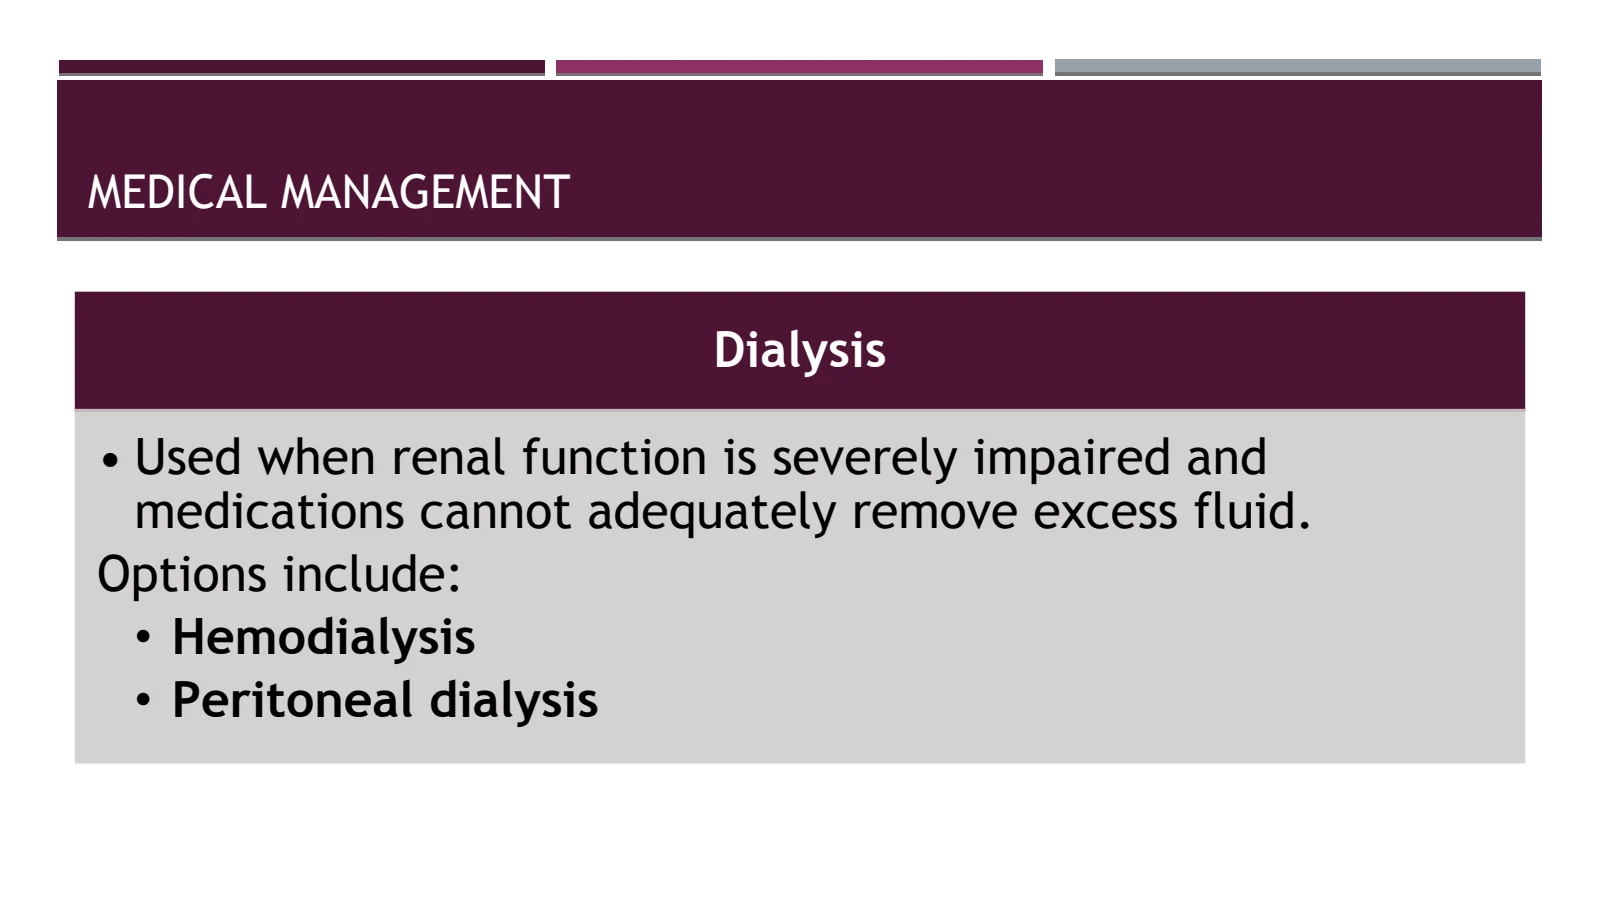 MEDICAL MANAGEMENT
Dialysis
• Used when renal function is severely impaired and
medications cannot adequately remove excess fluid.
Options include:
• Hemodialysis
• Peritoneal dialysis